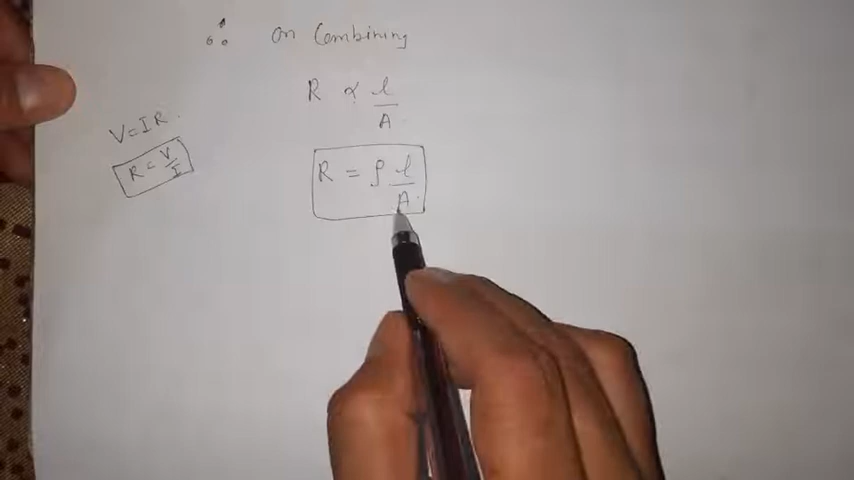 ∴ On Combining
R ∝ l/A
V=IR.
R = V/I
R = ρ l/A